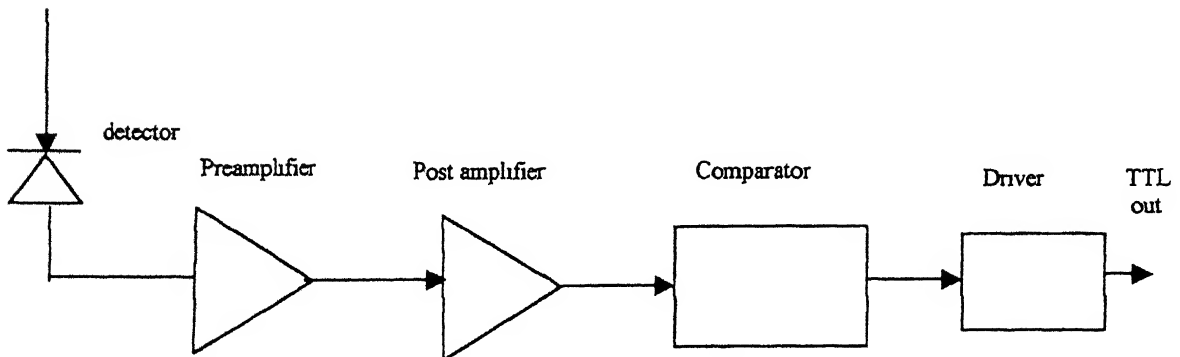 detector
Preamplifier
Post amplifier
Comparator
Driver
TTL
out